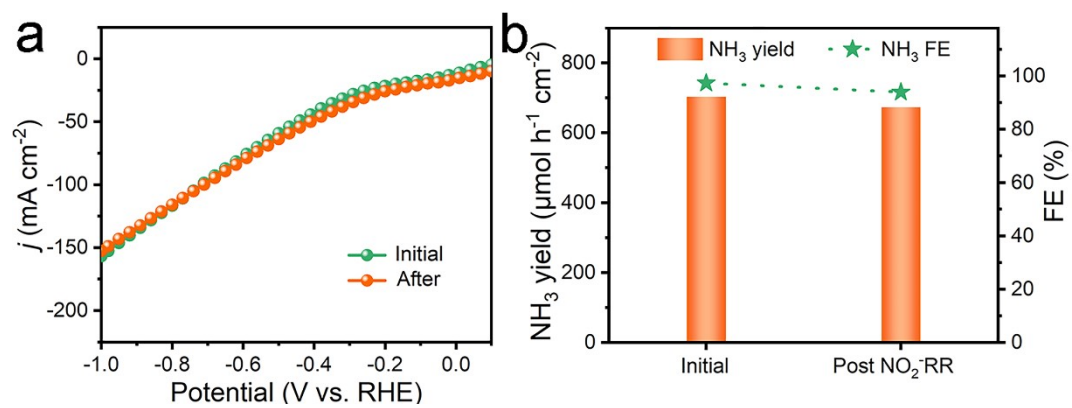 a
0
-50
-100
-150
-200
j (mA cm-2)
Initial
After
-1.0 -0.8 -0.6 -0.4 -0.2 0.0
Potential (V vs. RHE)
b
NH3 yield NH3 FE
800
600
400
200
0
NH3 yield (μmol h-1 cm-2)
100
80
60
40
20
0
FE (%)
Initial Post NO2-RR